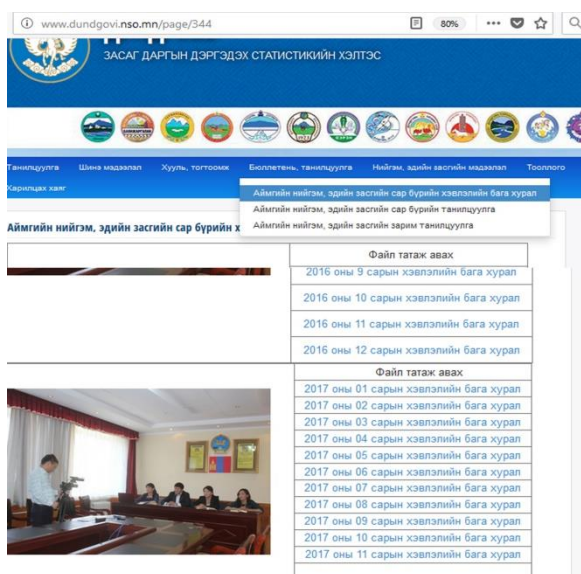 www.dundgovi.nso.mn/page/344
80%
ЗАСАГ ДАРГЫН ДЭРГЭДЭХ СТАТИСТИКИЙН ХЭЛТЭС
Танилцуулга Шинэ мэдээлэл Хууль, тогтоомж Бюллетень, танилцуулга Нийгэм, эдийн засгийн мэдээлэл Тооллого
Харилцах хаяг
Аймгийн нийгэм, эдийн засгийн сар бүрийн хэвлэлийн бага хурал
Аймгийн нийгэм, эдийн засгийн сар бүрийн танилцуулга
Аймгийн нийгэм, эдийн засгийн зарим танилцуулга
Аймгийн нийгэм, эдийн засгийн сар бүрийн х
Файл татаж авах
2016 оны 9 сарын хэвлэлийн бага хурал
2016 оны 10 сарын хэвлэлийн бага хурал
2016 оны 11 сарын хэвлэлийн бага хурал
2016 оны 12 сарын хэвлэлийн бага хурал
Файл татаж авах
2017 оны 01 сарын хэвлэлийн бага хурал
2017 оны 02 сарын хэвлэлийн бага хурал
2017 оны 03 сарын хэвлэлийн бага хурал
2017 оны 04 сарын хэвлэлийн бага хурал
2017 оны 05 сарын хэвлэлийн бага хурал
2017 оны 06 сарын хэвлэлийн бага хурал
2017 оны 07 сарын хэвлэлийн бага хурал
2017 оны 08 сарын хэвлэлийн бага хурал
2017 оны 09 сарын хэвлэлийн бага хурал
2017 оны 10 сарын хэвлэлийн бага хурал
2017 оны 11 сарын хэвлэлийн бага хурал